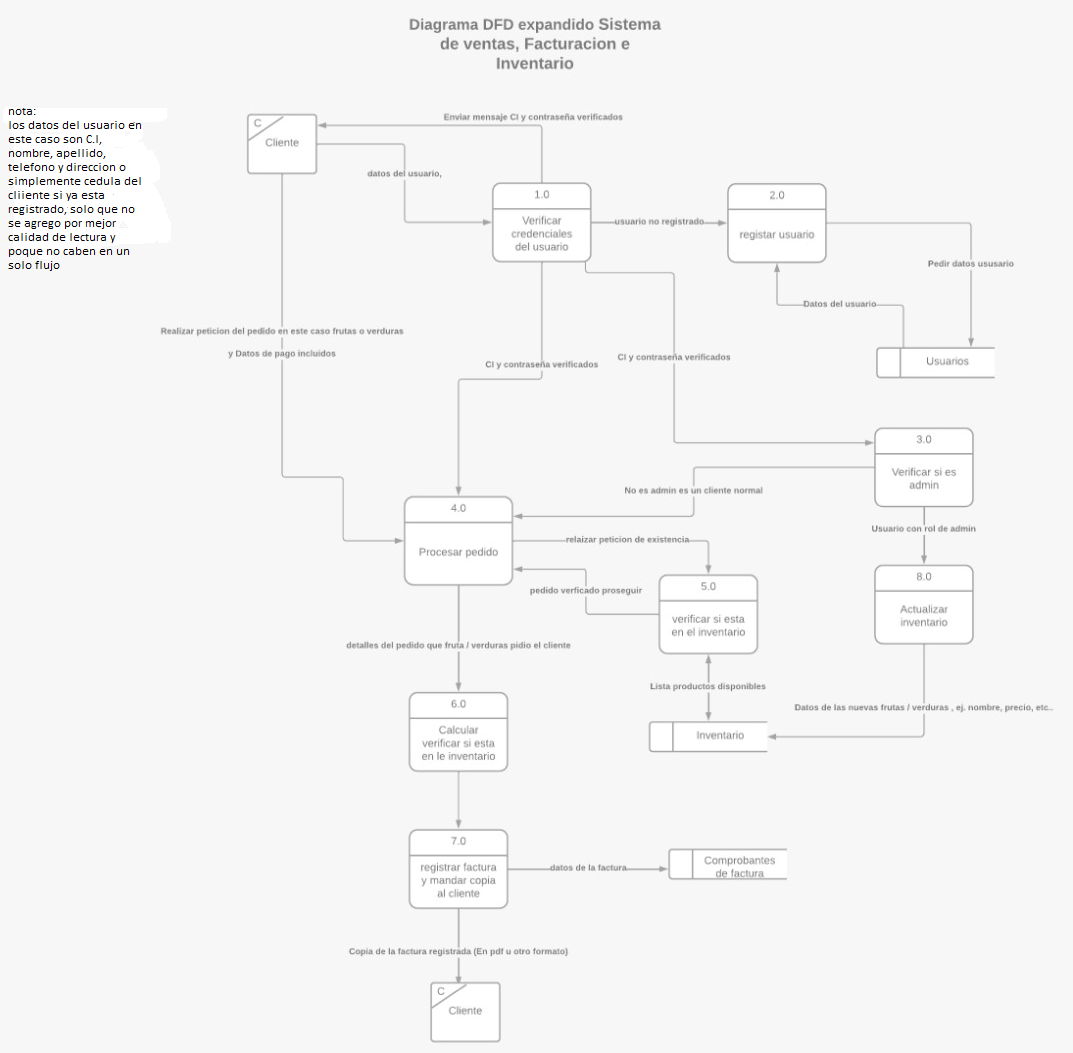 Diagrama DFD expandido Sistema
de ventas, Facturacion e
Inventario
nota:
los datos del usuario en
este caso son C.I,
nombre, apellido,
telefono y direccion o
simplemente cedula del
cliiente si ya esta
registrado, solo que no
se agrego por mejor
calidad de lectura y
poque no caben en un
solo flujo
C
Cliente
Enviar mensaje CI y contraseña verificados
datos del usuario,
1.0
Verificar
credenciales
del usuario
usuario no registrado
2.0
registar usuario
Pedir datos ususario
Datos del usuario
Usuarios
Realizar peticion del pedido en este caso frutas o verduras
y Datos de pago incluidos
CI y contraseña verificados
CI y contraseña verificados
3.0
Verificar si es
admin
No es admin es un cliente normal
Usuario con rol de admin
4.0
Procesar pedido
relaizar peticion de existencia
pedido verficado proseguir
5.0
verificar si esta
en el inventario
8.0
Actualizar
inventario
detalles del pedido que fruta / verduras pidio el cliente
Lista productos disponibles
Datos de las nuevas frutas / verduras , ej. nombre, precio, etc..
Inventario
6.0
Calcular
verificar si esta
en le inventario
7.0
registrar factura
y mandar copia
al cliente
datos de la factura
Comprobantes
de factura
Copia de la factura registrada (En pdf u otro formato)
C
Cliente